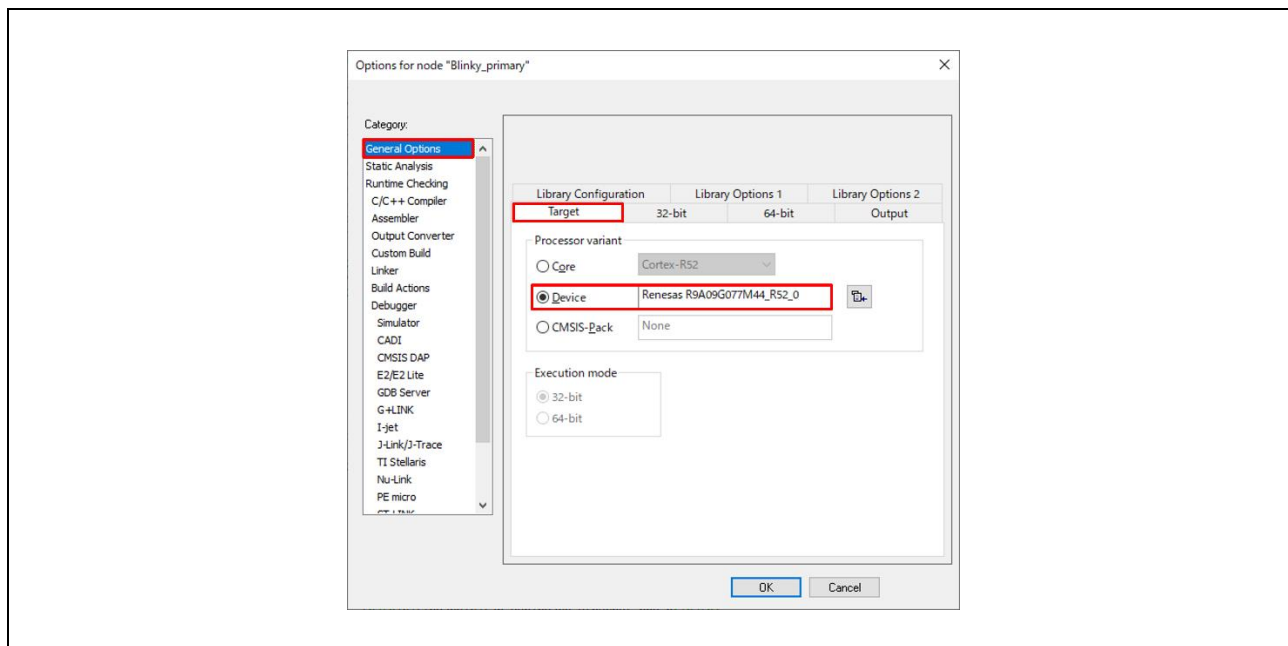 Options for node "Blinky_primary"
Category:
General Options
Static Analysis
Runtime Checking
C/C++ Compiler
Assembler
Output Converter
Custom Build
Linker
Build Actions
Debugger
Simulator
CADI
CMSIS DAP
E2/E2 Lite
GDB Server
G+LINK
I-jet
J-Link/J-Trace
TI Stellaris
Nu-Link
PE micro
Library Configuration Library Options 1 Library Options 2
Target 32-bit 64-bit Output
Processor variant
Core Cortex-R52
Device Renesas R9A09G077M44_R52_0
CMSIS-Pack None
Execution mode
32-bit
64-bit
OK Cancel